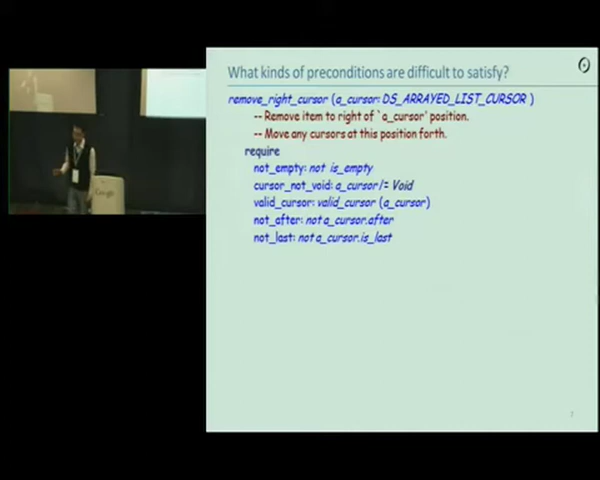 What kinds of preconditions are difficult to satisfy?
remove_right_cursor (a_cursor: DS_ARRAYED_LIST_CURSOR )
-- Remove item to right of `a_cursor' position.
-- Move any cursors at this position forth.
require
not_empty: not is_empty
cursor_not_void: a_cursor /= Void
valid_cursor: valid_cursor (a_cursor)
not_after: not a_cursor.after
not_last: not a_cursor.is_last
Google